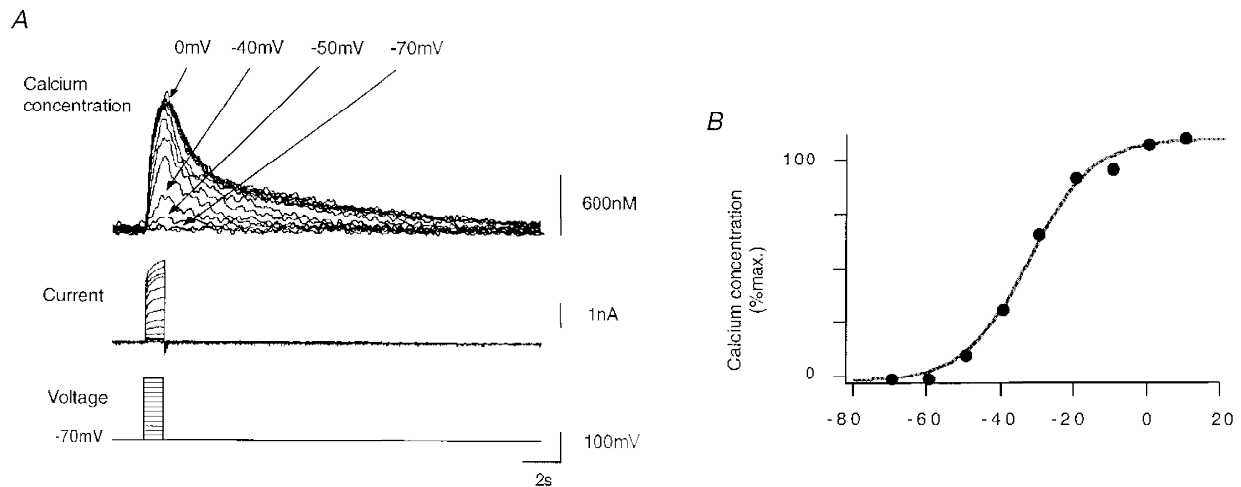 A
0mV -40mV -50mV -70mV
Calcium
concentration
600nM
Current
1nA
Voltage
-70mV
100mV
2s
B
100
0
Calcium concentration
(%max.)
-80 -60 -40 -20 0 20